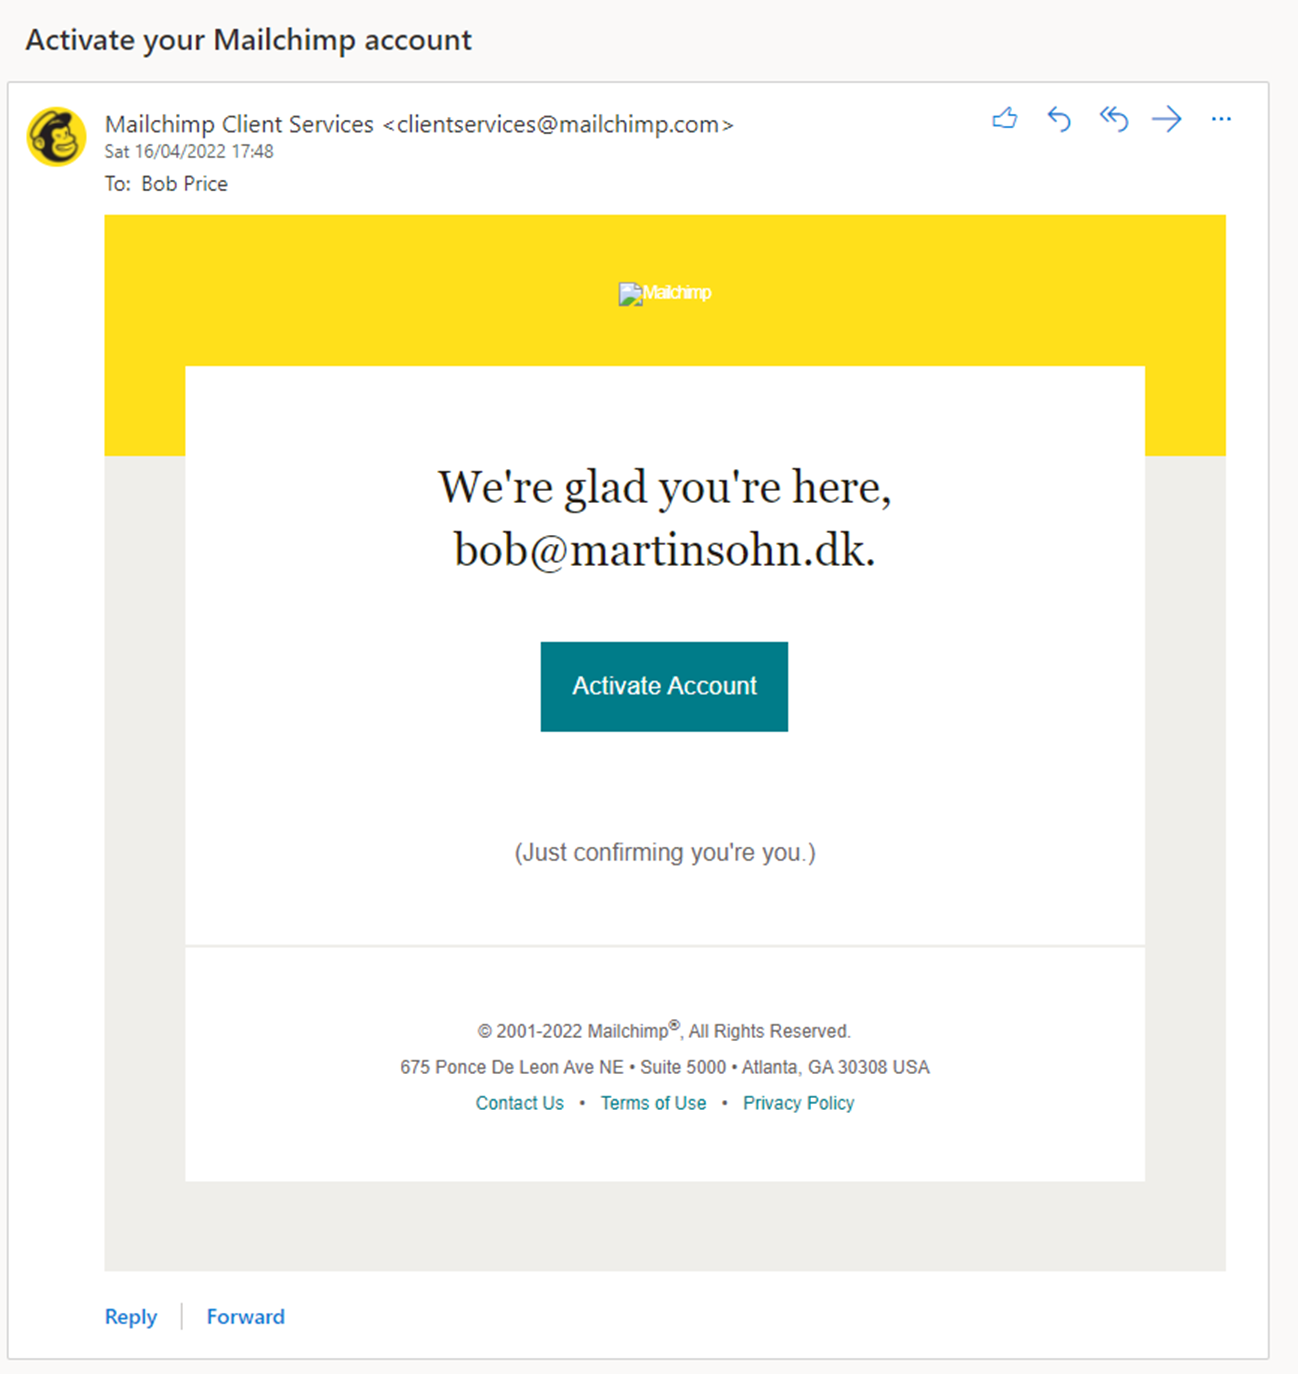 Activate your Mailchimp account
Mailchimp Client Services <clientservices@mailchimp.com>
Sat 16/04/2022 17:48
To: Bob Price
Mailchimp
We're glad you're here,
bob@martinsohn.dk.
Activate Account
(Just confirming you're you.)
© 2001-2022 Mailchimp®, All Rights Reserved.
675 Ponce De Leon Ave NE • Suite 5000 • Atlanta, GA 30308 USA
Contact Us • Terms of Use • Privacy Policy
Reply | Forward